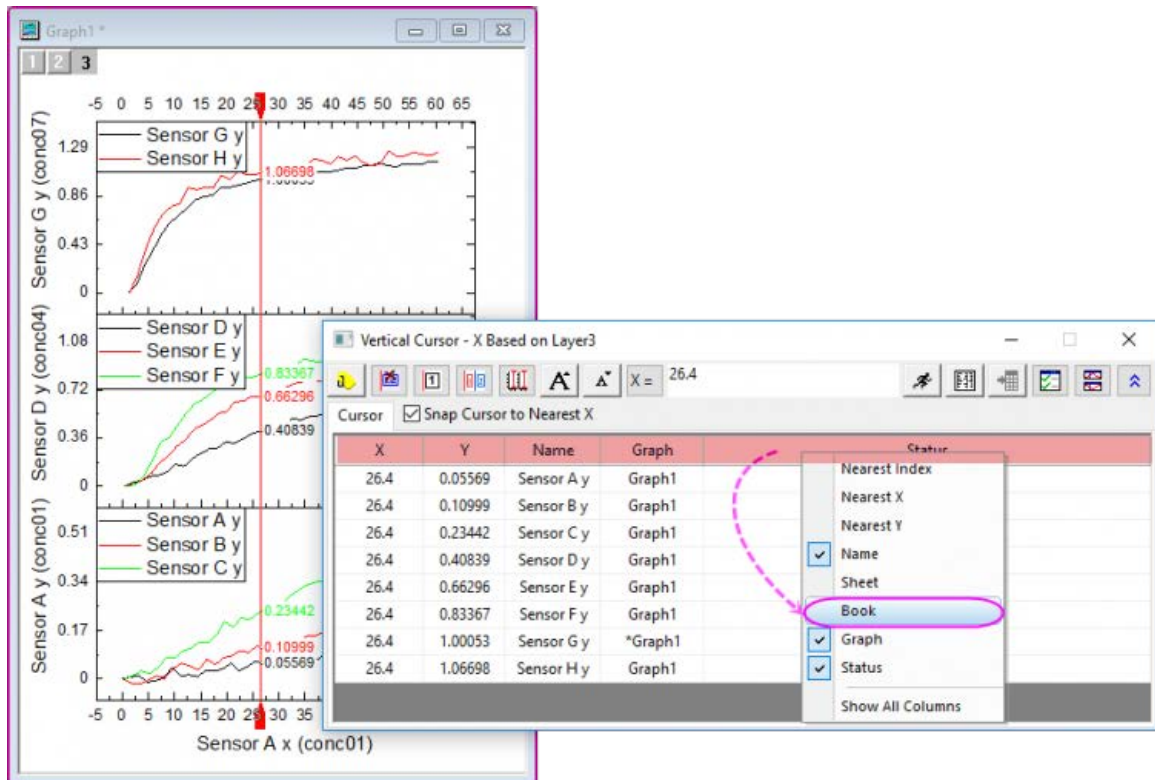 Graph1 *
1 2 3
-5 0 5 10 15 20 25 30 35 40 45 50 55 60 65
Sensor G y (conc07)
1.29
0.86
0.43
0
Sensor G y
Sensor H y
1.06698
1.00053
Sensor D y (conc04)
1.08
0.72
0.36
0
Sensor D y
Sensor E y
Sensor F y
0.83367
0.66296
0.40839
Sensor A y (conc01)
0.51
0.34
0.17
0
Sensor A y
Sensor B y
Sensor C y
0.23442
0.10999
0.05569
-5 0 5 10 15 20 25 30 35
Sensor A x (conc01)
Vertical Cursor - X Based on Layer3
X = 26.4
Cursor Snap Cursor to Nearest X
X Y Name Graph Status
26.4 0.05569 Sensor A y Graph1
26.4 0.10999 Sensor B y Graph1
26.4 0.23442 Sensor C y Graph1
26.4 0.40839 Sensor D y Graph1
26.4 0.66296 Sensor E y Graph1
26.4 0.83367 Sensor F y Graph1
26.4 1.00053 Sensor G y *Graph1
26.4 1.06698 Sensor H y Graph1
Nearest Index
Nearest X
Nearest Y
Name
Sheet
Book
Graph
Status
Show All Columns